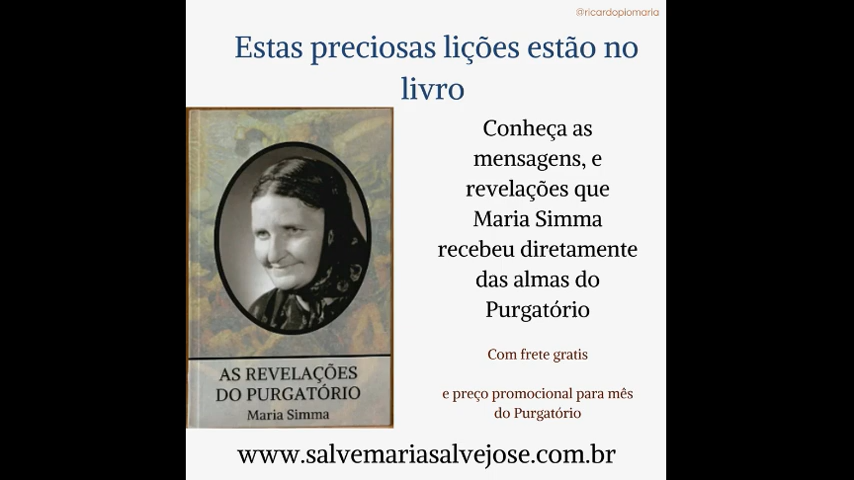 @ricardopiomaria
Estas preciosas lições estão no
livro
Conheça as
mensagens, e
revelações que
Maria Simma
recebeu diretamente
das almas do
Purgatório
Com frete gratis
e preço promocional para mês
do Purgatório
AS REVELAÇÕES
DO PURGATÓRIO
Maria Simma
www.salvemariasalvejose.com.br